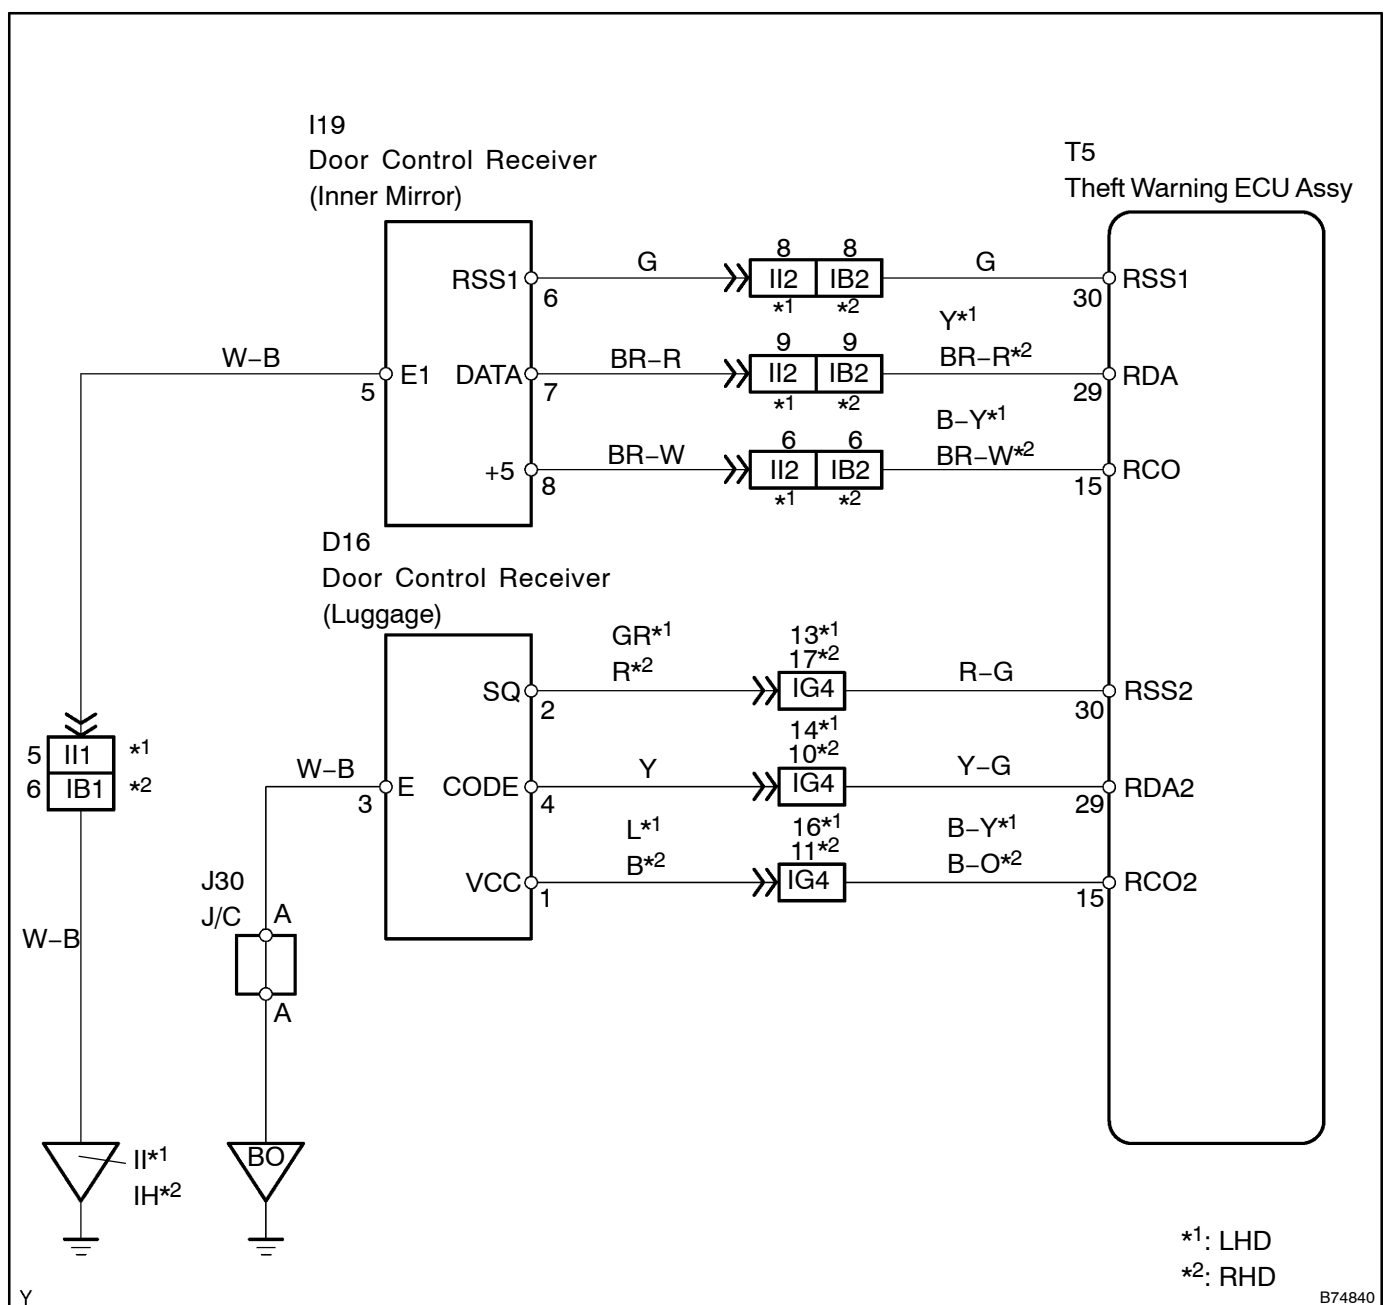 I19
Door Control Receiver
(Inner Mirror)
T5
Theft Warning ECU Assy
RSS1
6
G
8 8
II2 IB2
*1 *2
G
30
RSS1
W–B
5
E1
DATA
7
BR–R
9 9
II2 IB2
*1 *2
Y*1
BR–R*2
29
RDA
+5
8
BR–W
6 6
II2 IB2
*1 *2
B–Y*1
BR–W*2
15
RCO
D16
Door Control Receiver
(Luggage)
SQ
2
GR*1
R*2
13*1
17*2
IG4
R–G
30
RSS2
5 II1 *1
6 IB1 *2
W–B
3
E
CODE
4
Y
14*1
10*2
IG4
Y–G
29
RDA2
VCC
1
L*1
B*2
16*1
11*2
IG4
B–Y*1
B–O*2
15
RCO2
J30
J/C
A
A
W–B
II*1
IH*2
BO
*1: LHD
*2: RHD
Y
B74840